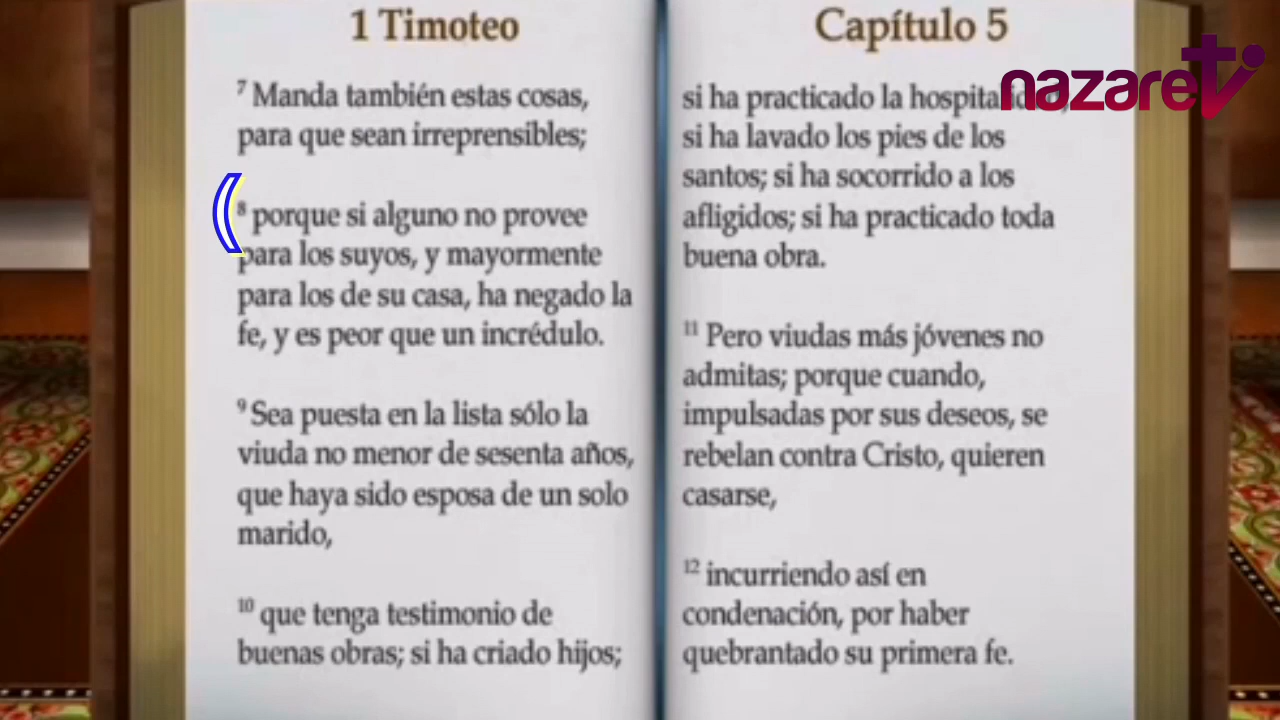 1 Timoteo
7 Manda también estas cosas,
para que sean irreprensibles;
8 porque si alguno no provee
para los suyos, y mayormente
para los de su casa, ha negado la
fe, y es peor que un incrédulo.
9 Sea puesta en la lista sólo la
viuda no menor de sesenta años,
que haya sido esposa de un solo
marido,
10 que tenga testimonio de
buenas obras; si ha criado hijos;
Capítulo 5
si ha practicado la
si ha lavado los pies de los
santos; si ha socorrido a los
afligidos; si ha practicado toda
buena obra.
11 Pero viudas más jóvenes no
admitas; porque cuando,
impulsadas por sus deseos, se
rebelan contra Cristo, quieren
casarse,
12 incurriendo así en
condenación, por haber
quebrantado su primera fe.
nazaretv